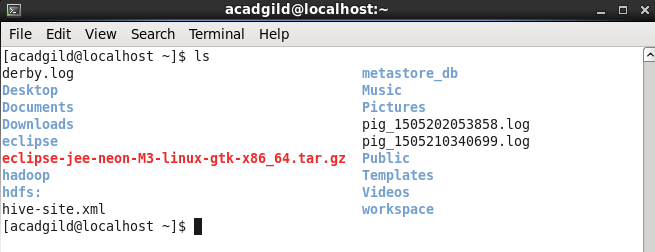 acadgild@localhost:~
File Edit View Search Terminal Help
[acadgild@localhost ~]$ ls
derby.log metastore_db
Desktop Music
Documents Pictures
Downloads pig_1505202053858.log
eclipse pig_1505210340699.log
eclipse-jee-neon-M3-linux-gtk-x86_64.tar.gz Public
hadoop Templates
hdfs: Videos
hive-site.xml workspace
[acadgild@localhost ~]$